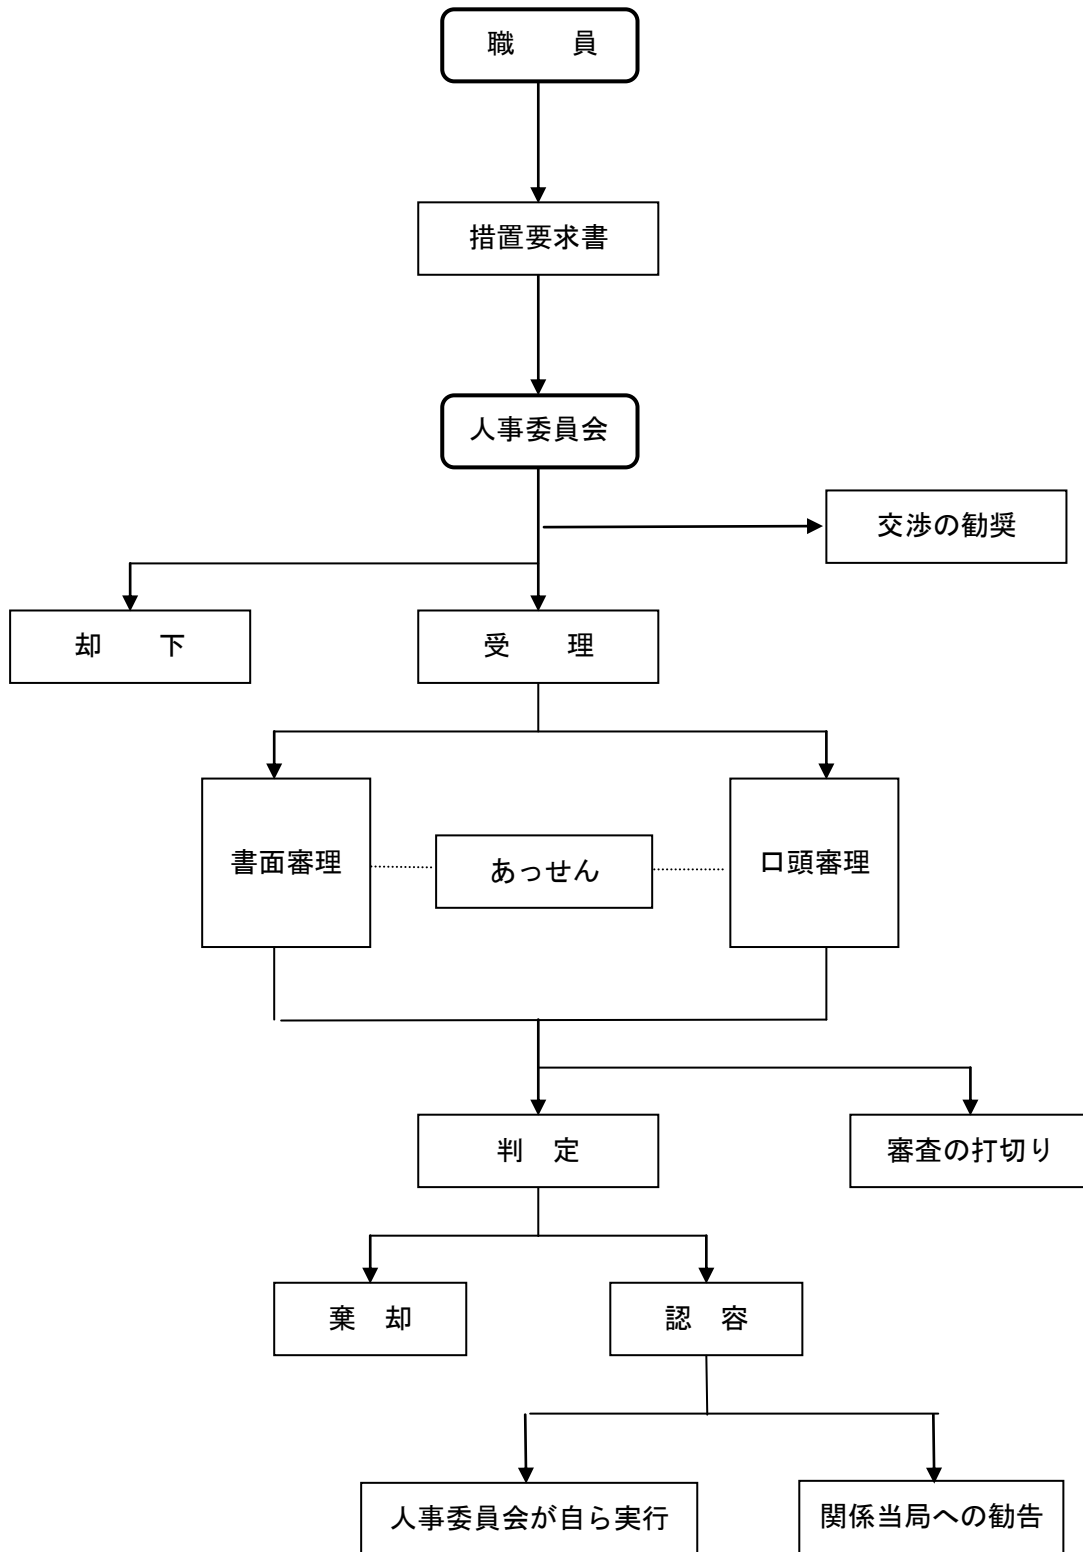 職　　員
措置要求書
人事委員会
交渉の勧奨
却　　下
受　　理
書面審理
あっせん
口頭審理
判　定
審査の打切り
棄　却
認　容
人事委員会が自ら実行
関係当局への勧告